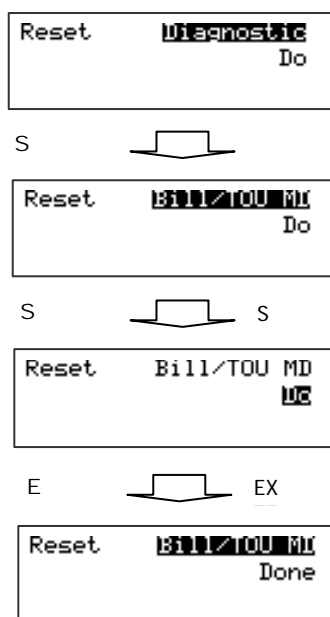 Reset Diagnostic
Do
S
Reset Bill/TOU MD
Do
S S
Reset Bill/TOU MD
Do
E EX
Reset Bill/TOU MD
Done